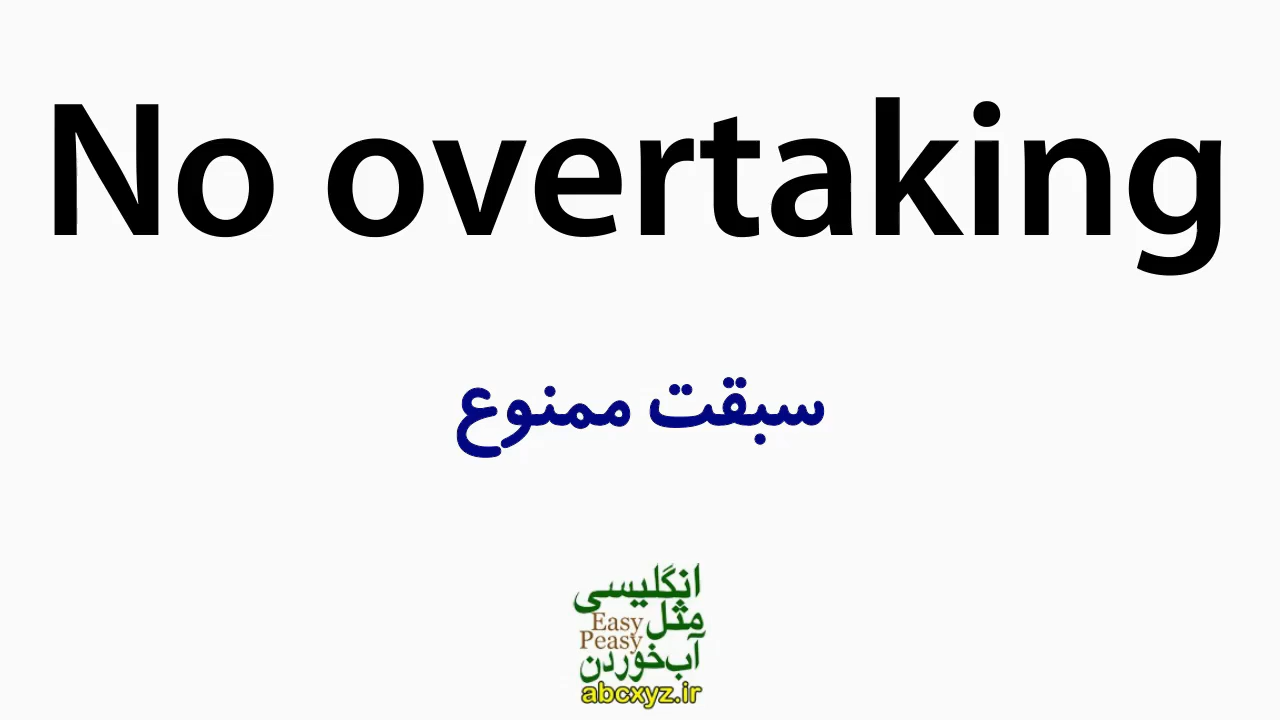 No overtaking
سبقت ممنوع
انگلیسی
مثل
Easy
Peasy
آب‌خوردن
abcxyz.ir